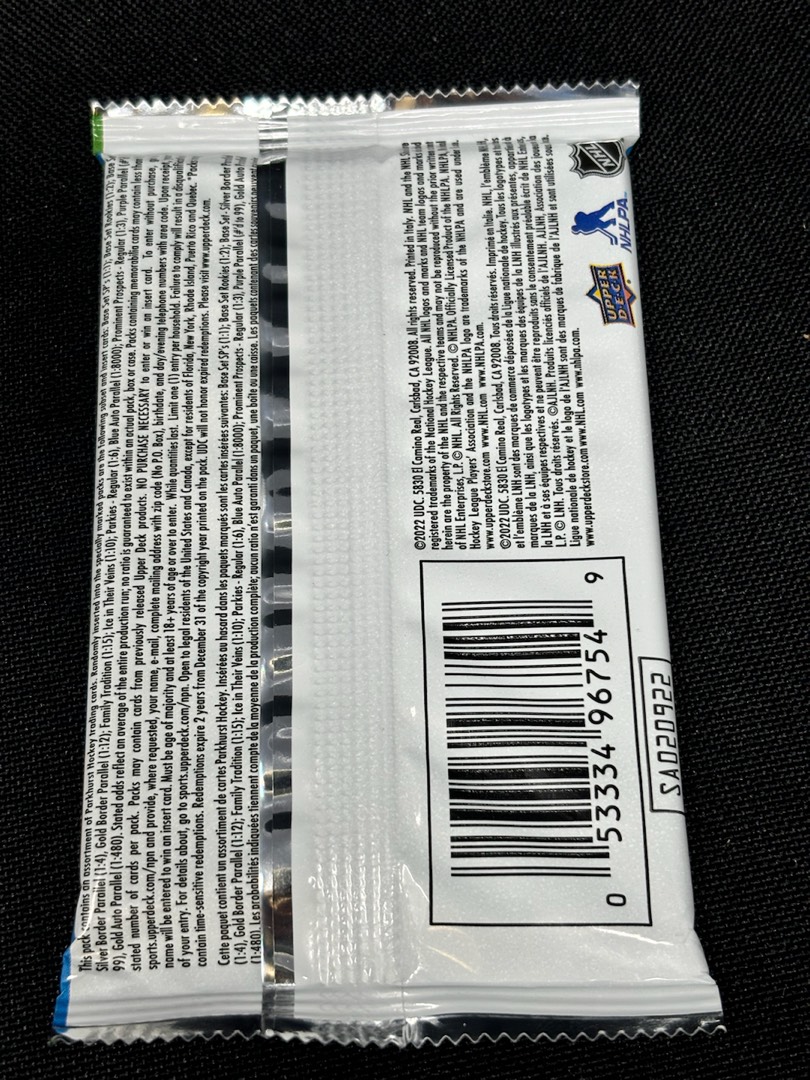 This pack contains an assortment of Parkhurst Hockey trading cards. Randomly inserted into the specially marked packs are the following subset and insert cards: Base Set SP's (1:1); Base Set Rookies (1:2); Base
Silver Border Parallel (1:4), Gold Border Parallel (1:12); Family Tradition (1:15); Ice in Their Veins (1:10); Parkies - Regular (1:6), Blue Auto Parallel (1:8000); Prominent Prospects - Regular (1:3), Purple Parallel
99), Gold Auto Parallel (1:480). Stated odds reflect an average of the entire production run; no ratio is guaranteed to exist within an actual pack, box or case. Packs containing memorabilia cards may contain less than
stated number of cards per pack. Packs may contain cards from previously released Upper Deck products. NO PURCHASE NECESSARY to enter or win an insert card. To enter without purchase,
sports.upperdeck.com/npn and provide, where requested, your name, e-mail, complete mailing address with zip code (No P.O. Box), birthdate, and day/evening telephone numbers with area code. Upon receipt
name will be entered to win an insert card. Must be age of majority and at least 18+ years of age or over to enter. While quantities last. Limit one (1) entry per household. Failure to comply will result in a
of your entry. For details about, go to sports.upperdeck.com/npn. Open to legal residents of the United States and Canada, except for residents of Florida, New York, Rhode Island, Puerto Rico and Quebec. *Packs
contain time-sensitive redemptions. Redemptions expire 2 years from December 31 of the copyright year printed on the pack. UDC will not honor expired redemptions. Please visit www.upperdeck.com.
Cette paquet contient un assortiment de cartes Parkhurst Hockey. Insérées au hasard dans les paquets marqués sont les cartes insérées suivantes: Base Set SP's (1:1); Base Set Rookies (1:2); Base Set - Silver Border
(1:4), Gold Border Parallel (1:12); Family Tradition (1:15); Ice in Their Veins (1:10); Parkies - Regular (1:6), Blue Auto Parallel (1:8000); Prominent Prospects - Regular (1:3), Purple Parallel (#'d to 99), Gold Auto
(1:480). Les probabilités indiquées tiennent compte de la moyenne de la production complète; aucun ratio n'est garanti dans un paquet, une boîte ou une caisse. Les paquets contenant des cartes souvenirs peuvent
©2022 UDC. 5830 El Camino Real, Carlsbad, CA 92008. All rights reserved. Printed in Italy. NHL and the NHL
registered trademarks of the National Hockey League. All NHL logos and marks and NHL team logos and marks
herein are the property of the NHL and the respective teams and may not be reproduced without the prior
of NHL Enterprises, L.P. © NHL. All Rights Reserved. © NHLPA. Officially Licensed Product of the NHLPA. NHLPA,
Hockey League Players' Association and the NHLPA logo are trademarks of the NHLPA and are used under
www.upperdeckstore.com www.NHL.com www.NHLPA.com
©2022 UDC. 5830 El Camino Real, Carlsbad, CA 92008. Tous droits réservés. Imprimé en Italie. NHL, l'emblème
et l'emblème LNH sont des marques de commerce déposées de la Ligue nationale de hockey. Tous les logotypes et
marques de la LNH, ainsi que les logotypes et les marques des équipes de la LNH illustrés aux présentes,
la LNH et à ses équipes respectives et ne peuvent être reproduits sans le consentement préalable écrit de NHL
L.P. © LNH. Tous droits réservés. ©AJLNH. Produits licenciés officiels de l'AJLNH. AJLNH, Association des
Ligue nationale de hockey et le logo de l'AJLNH sont des marques de fabrique de l'AJLNH et sont utilisées
www.upperdeckstore.com www.NHL.com www.nhlpa.com
UPPER DECK
NHLPA
NHL
0 53334 96754 9
SA020922